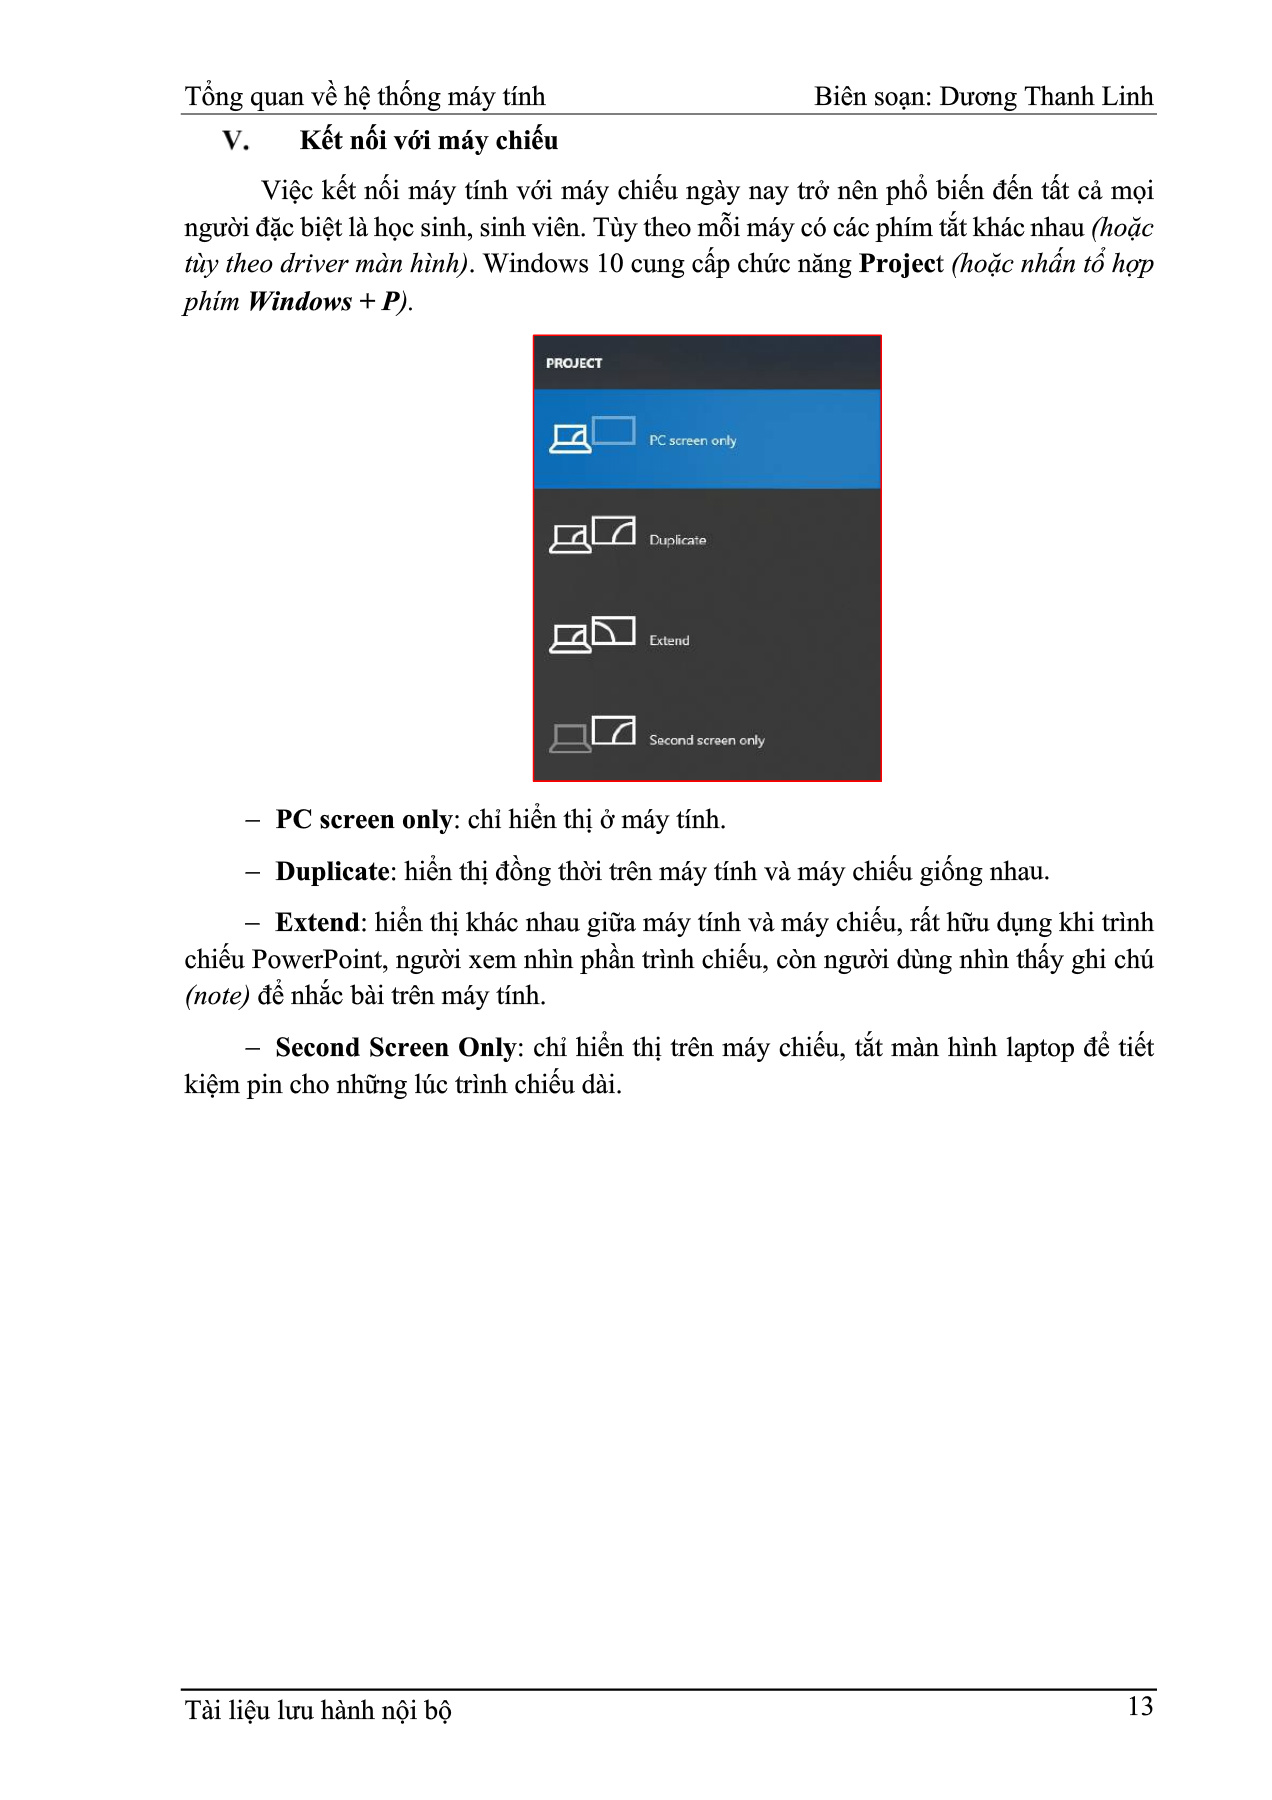 Tổng quan về hệ thống máy tính Biên soạn: Dương Thanh Linh
V. Kết nối với máy chiếu
Việc kết nối máy tính với máy chiếu ngày nay trở nên phổ biến đến tất cả mọi
người đặc biệt là học sinh, sinh viên. Tùy theo mỗi máy có các phím tắt khác nhau (hoặc
tùy theo driver màn hình). Windows 10 cung cấp chức năng Project (hoặc nhấn tổ hợp
phím Windows + P).
PROJECT
PC screen only
Duplicate
Extend
Second screen only
– PC screen only: chỉ hiển thị ở máy tính.
– Duplicate: hiển thị đồng thời trên máy tính và máy chiếu giống nhau.
– Extend: hiển thị khác nhau giữa máy tính và máy chiếu, rất hữu dụng khi trình
chiếu PowerPoint, người xem nhìn phần trình chiếu, còn người dùng nhìn thấy ghi chú
(note) để nhắc bài trên máy tính.
– Second Screen Only: chỉ hiển thị trên máy chiếu, tắt màn hình laptop để tiết
kiệm pin cho những lúc trình chiếu dài.
Tài liệu lưu hành nội bộ 13